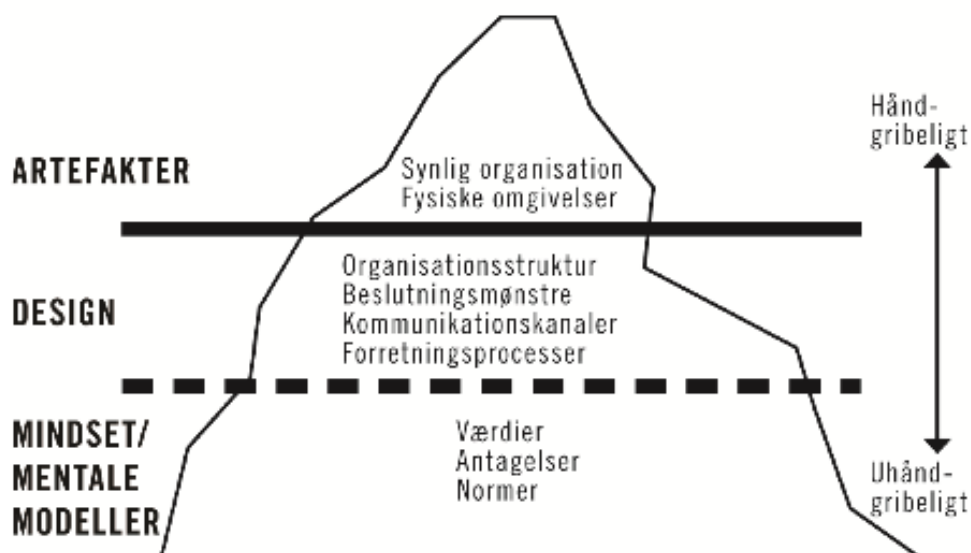 Hånd-
gribeligt
ARTEFAKTER
Synlig organisation
Fysiske omgivelser
Organisationsstruktur
Beslutningsmønstre
Kommunikationskanaler
Forretningsprocesser
DESIGN
MINDSET/
MENTALE
MODELLER
Værdier
Antagelser
Normer
Uhånd-
gribeligt